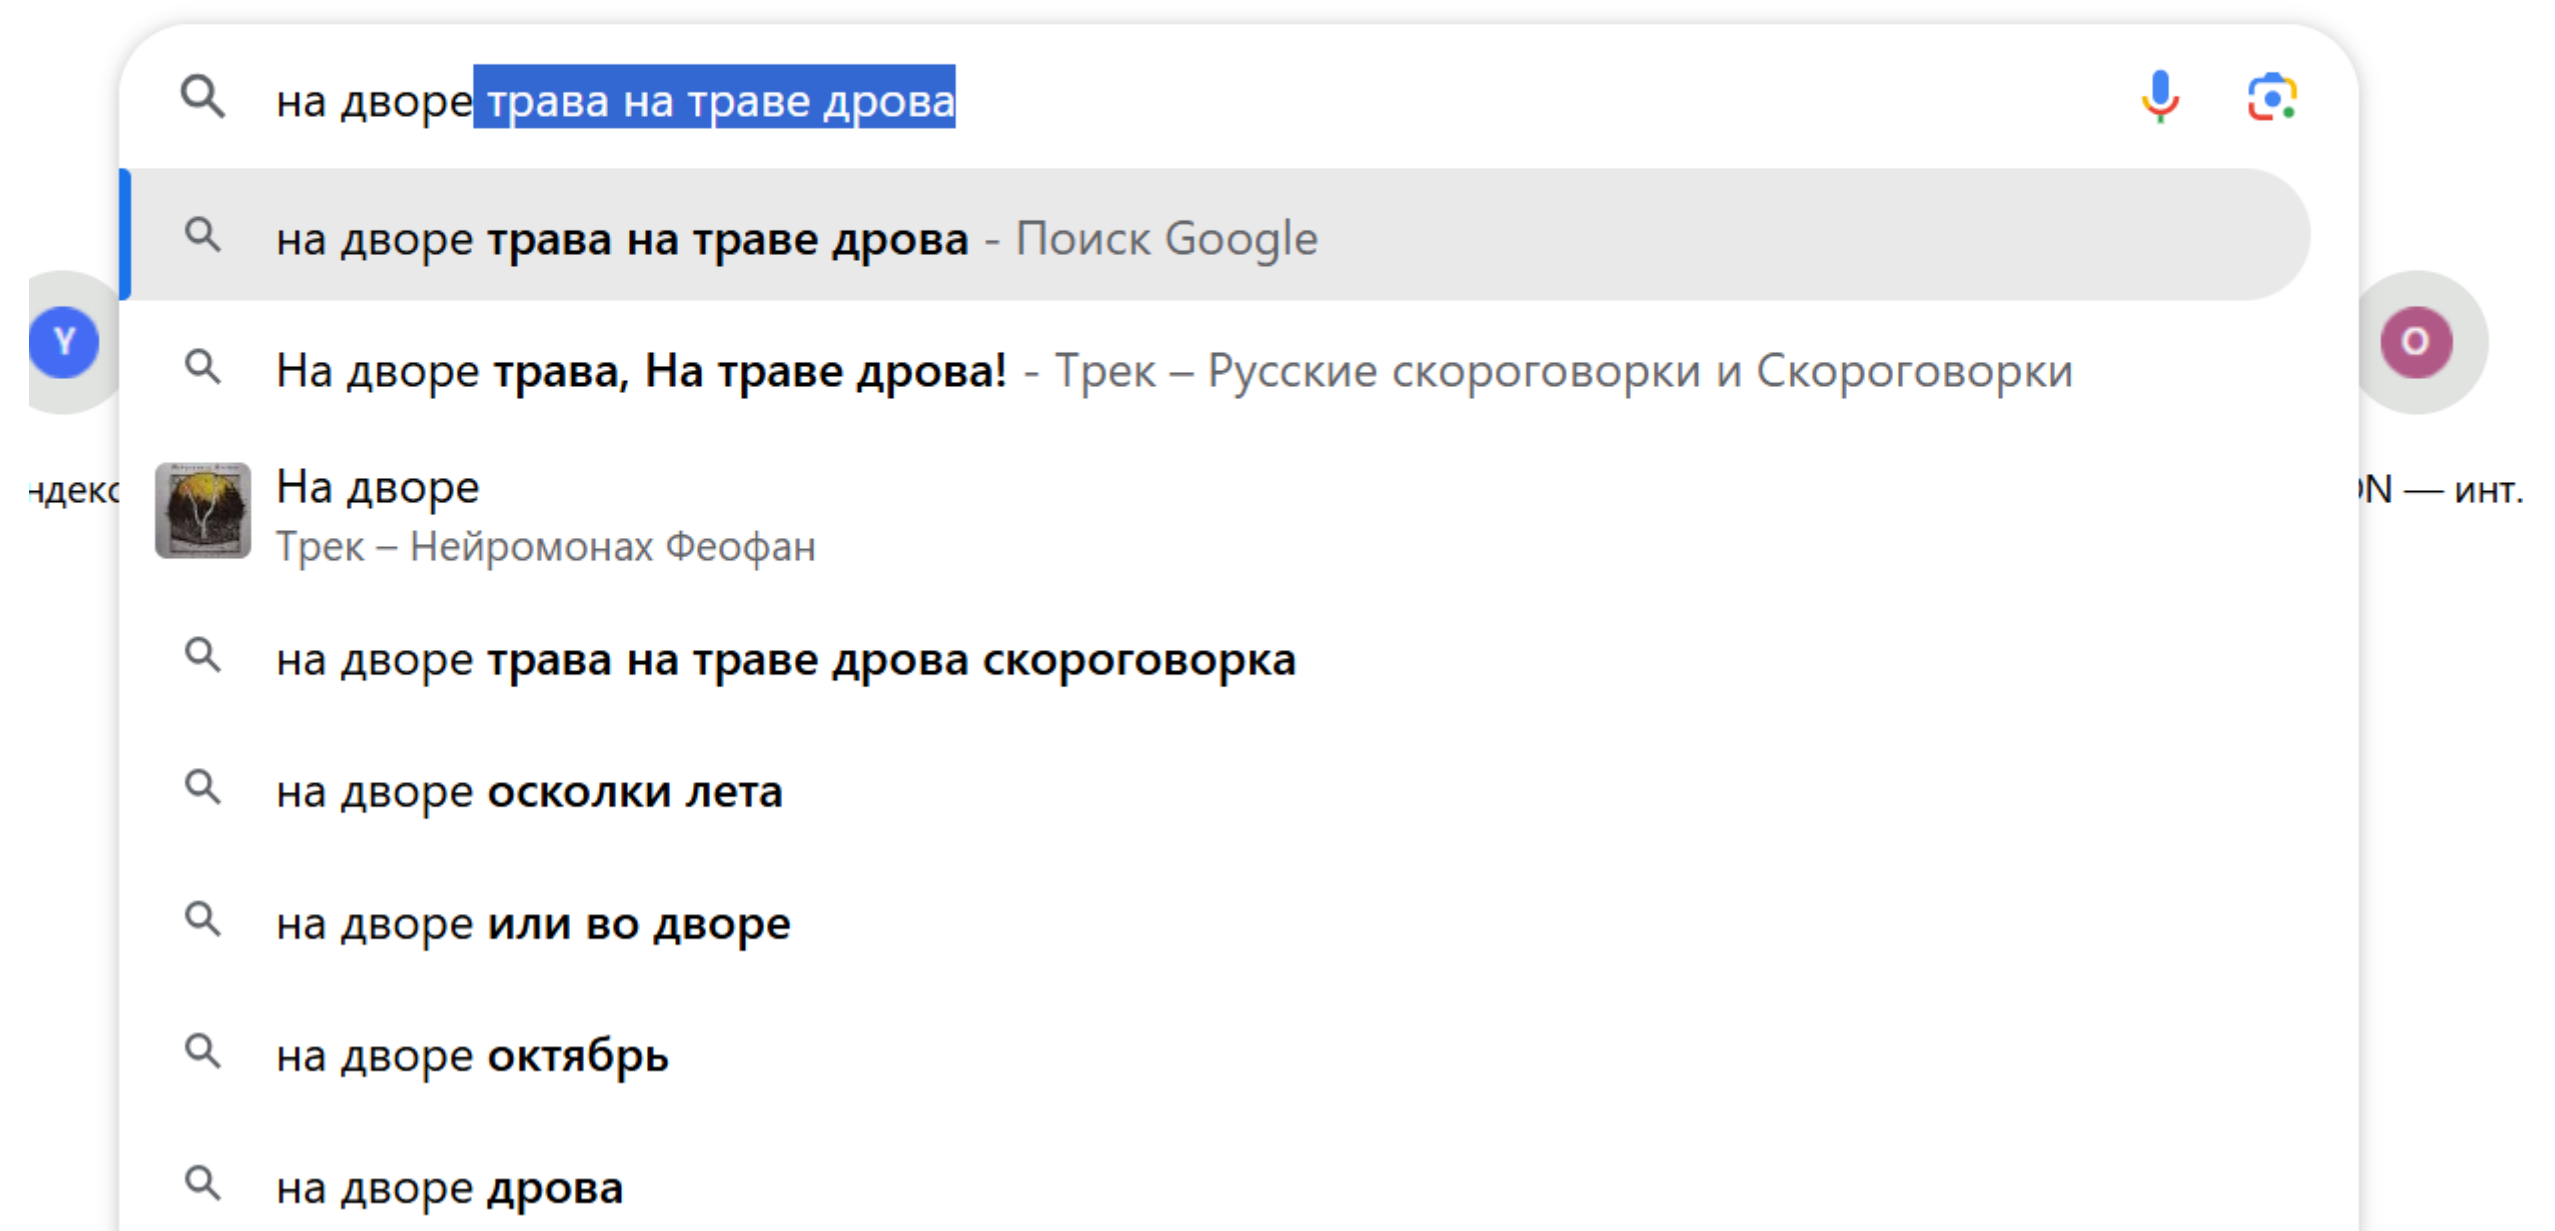 на дворе трава на траве дрова
на дворе трава на траве дрова - Поиск Google
На дворе трава, На траве дрова! - Трек – Русские скороговорки и Скороговорки
Y
O
На дворе
Трек – Нейромонах Феофан
ндекс
N — инт.
на дворе трава на траве дрова скороговорка
на дворе осколки лета
на дворе или во дворе
на дворе октябрь
на дворе дрова